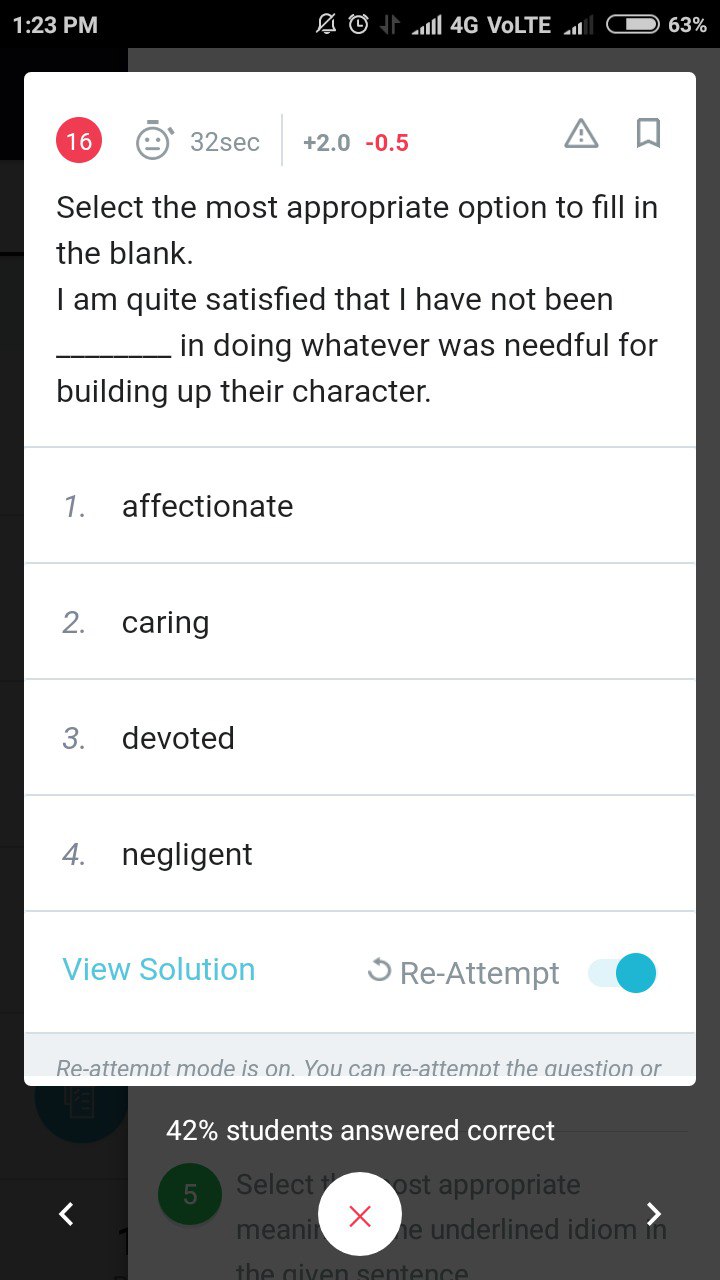 1:23 PM 4G VoLTE 63%
16 32sec +2.0 -0.5
Select the most appropriate option to fill in
the blank.
I am quite satisfied that I have not been
________ in doing whatever was needful for
building up their character.
1. affectionate
2. caring
3. devoted
4. negligent
View Solution Re-Attempt
Re-attempt mode is on. You can re-attempt the question or
42% students answered correct
5 Select ost appropriate
meani he underlined idiom in
the given sentence